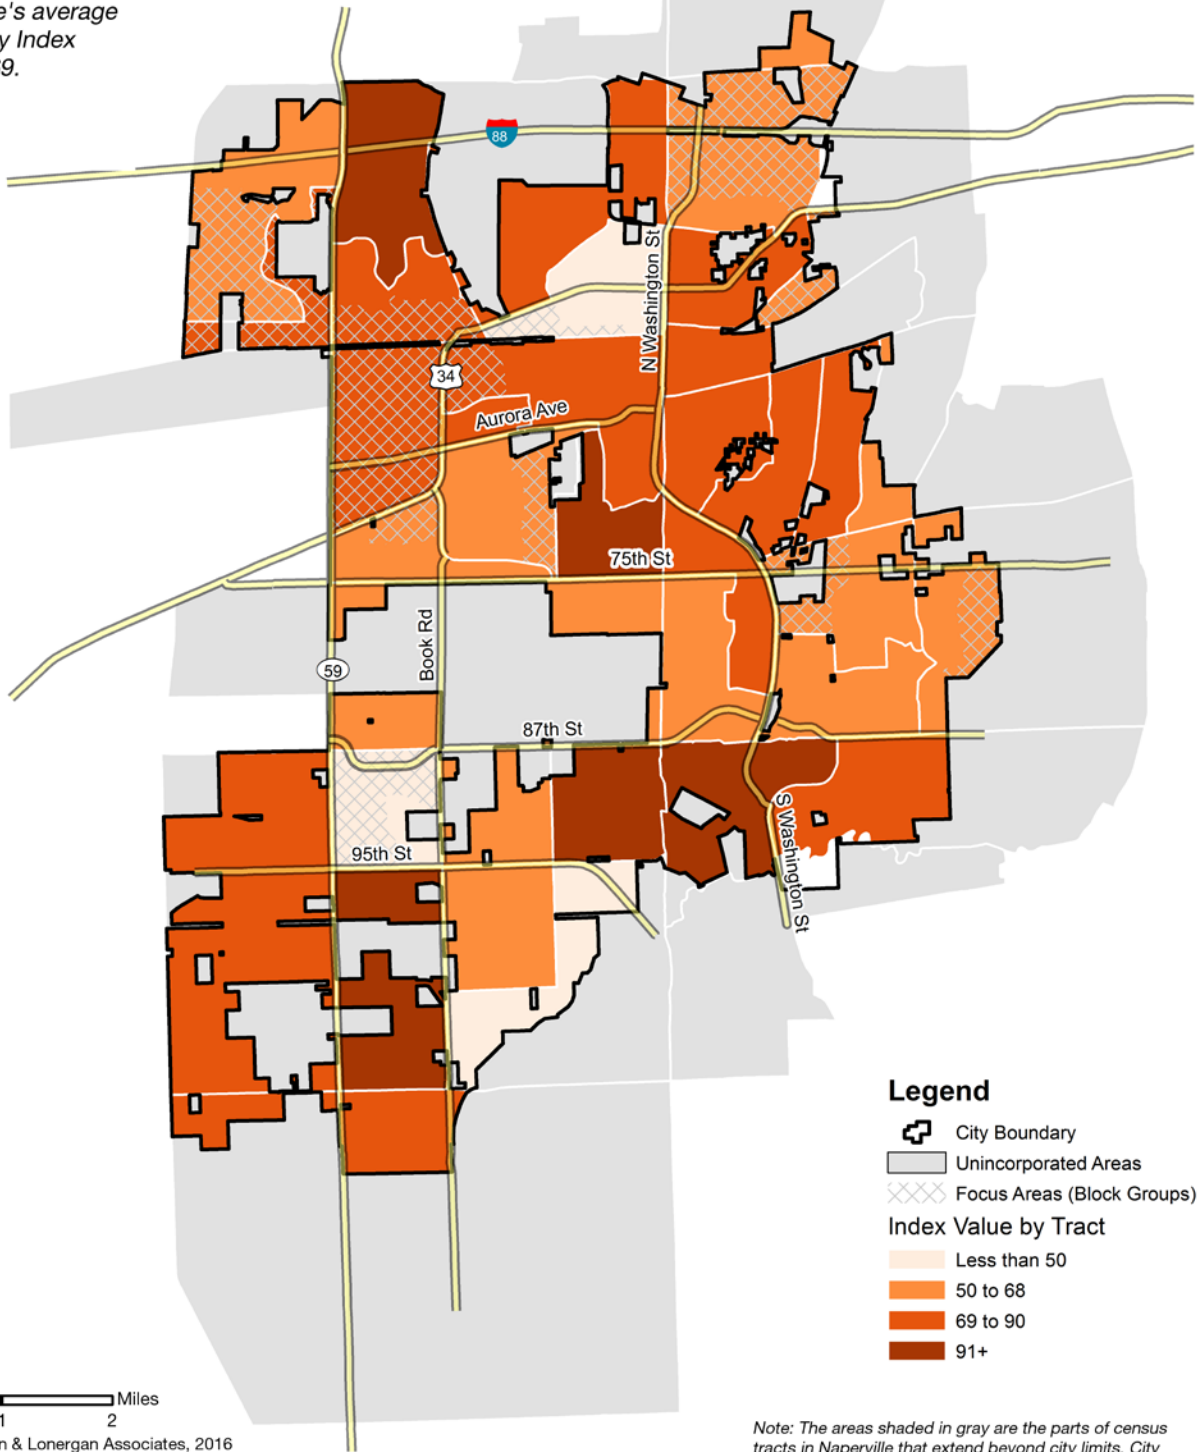 e's average
y Index
9.
88
N Washington St
34
Aurora Ave
75th St
Book Rd
59
87th St
95th St
S Washington St
Legend
City Boundary
Unincorporated Areas
Focus Areas (Block Groups)
Index Value by Tract
Less than 50
50 to 68
69 to 90
91+
Miles
1 2
n & Lonergan Associates, 2016
Note: The areas shaded in gray are the parts of census
tracts in Naperville that extend beyond city limits. City